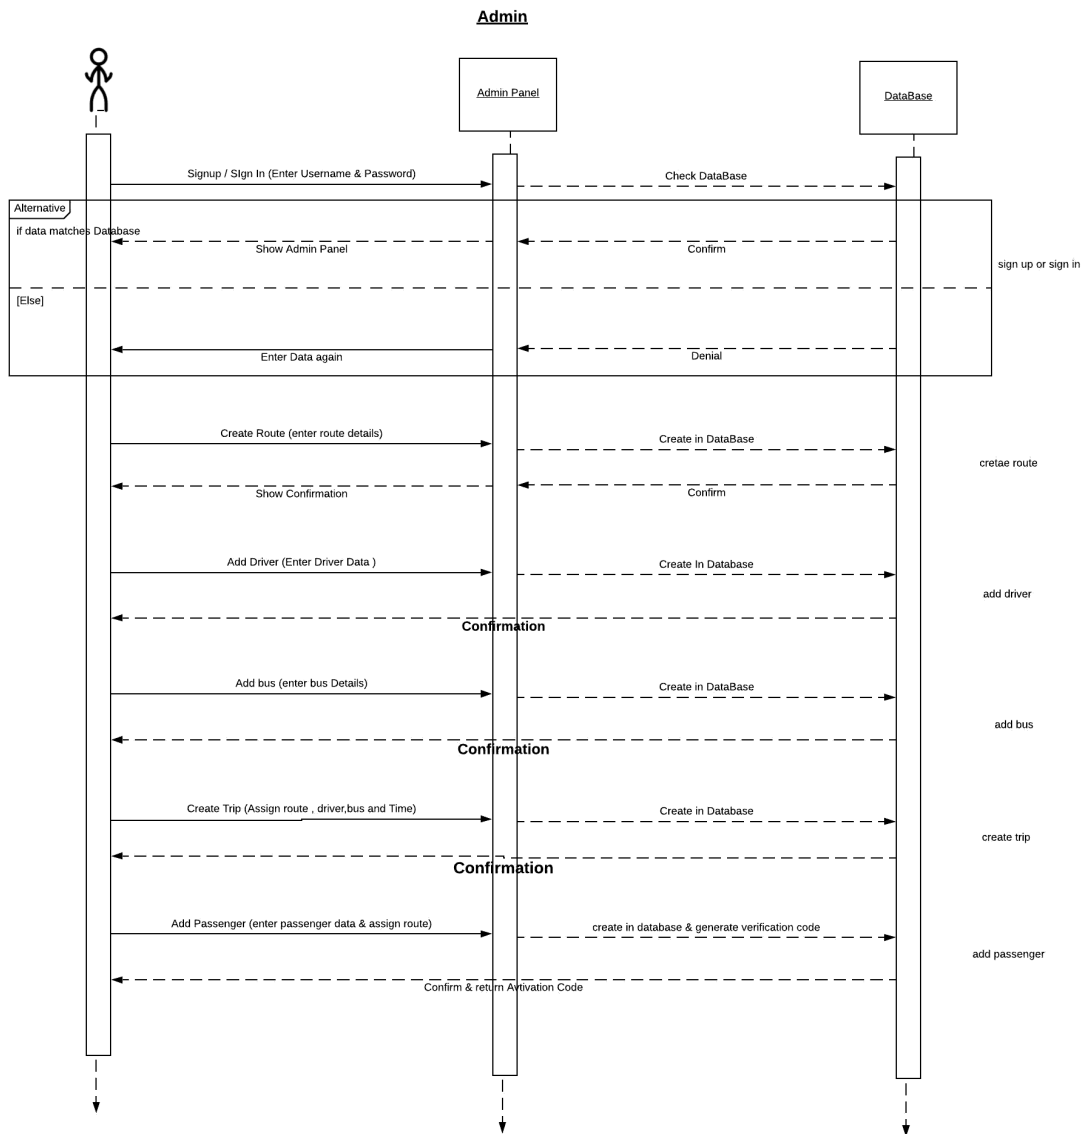 Admin
Admin Panel
DataBase
Signup / SIgn In (Enter Username & Password)
Check DataBase
Alternative
if data matches Database
Show Admin Panel
Confirm
sign up or sign in
[Else]
Enter Data again
Denial
Create Route (enter route details)
Create in DataBase
cretae route
Show Confirmation
Confirm
Add Driver (Enter Driver Data )
Create In Database
add driver
Confirmation
Add bus (enter bus Details)
Create in DataBase
add bus
Confirmation
Create Trip (Assign route , driver,bus and Time)
Create in Database
create trip
Confirmation
Add Passenger (enter passenger data & assign route)
create in database & generate verification code
add passenger
Confirm & return Avtivation Code